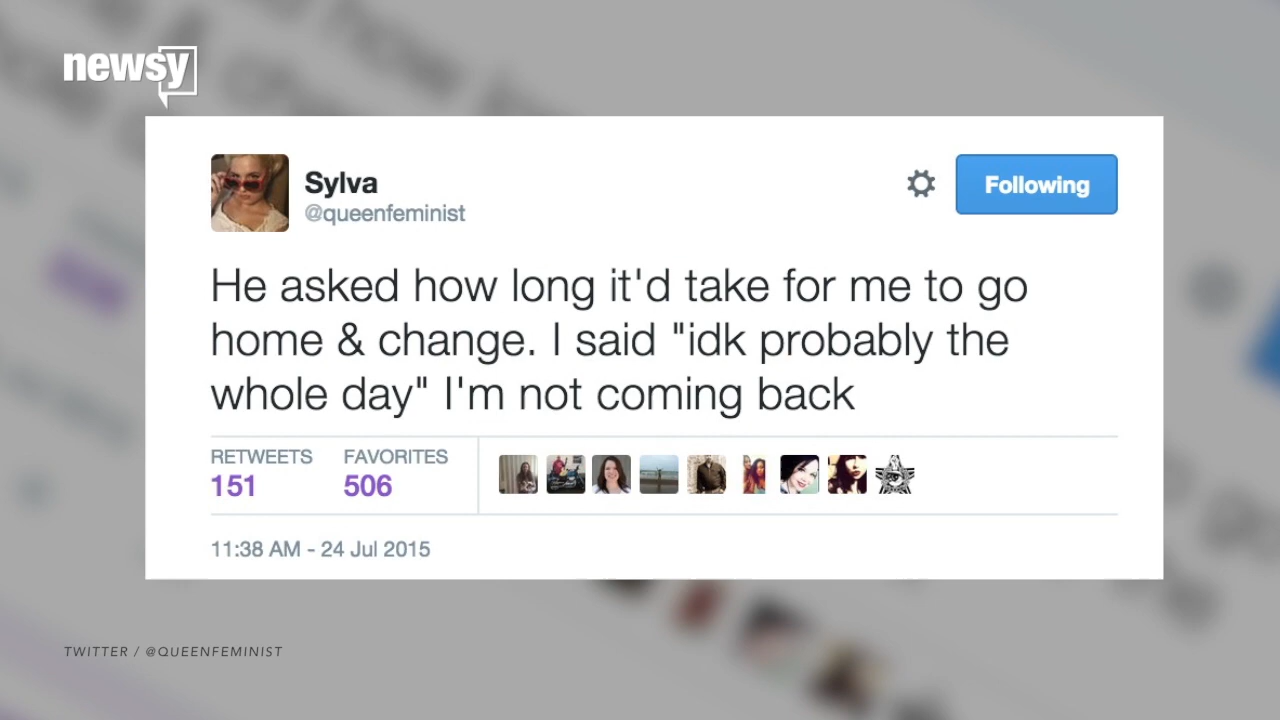 newsy
Sylva
@queenfeminist
Following
He asked how long it'd take for me to go
home & change. I said "idk probably the
whole day" I'm not coming back
RETWEETS FAVORITES
151 506
11:38 AM - 24 Jul 2015
TWITTER / @QUEENFEMINIST